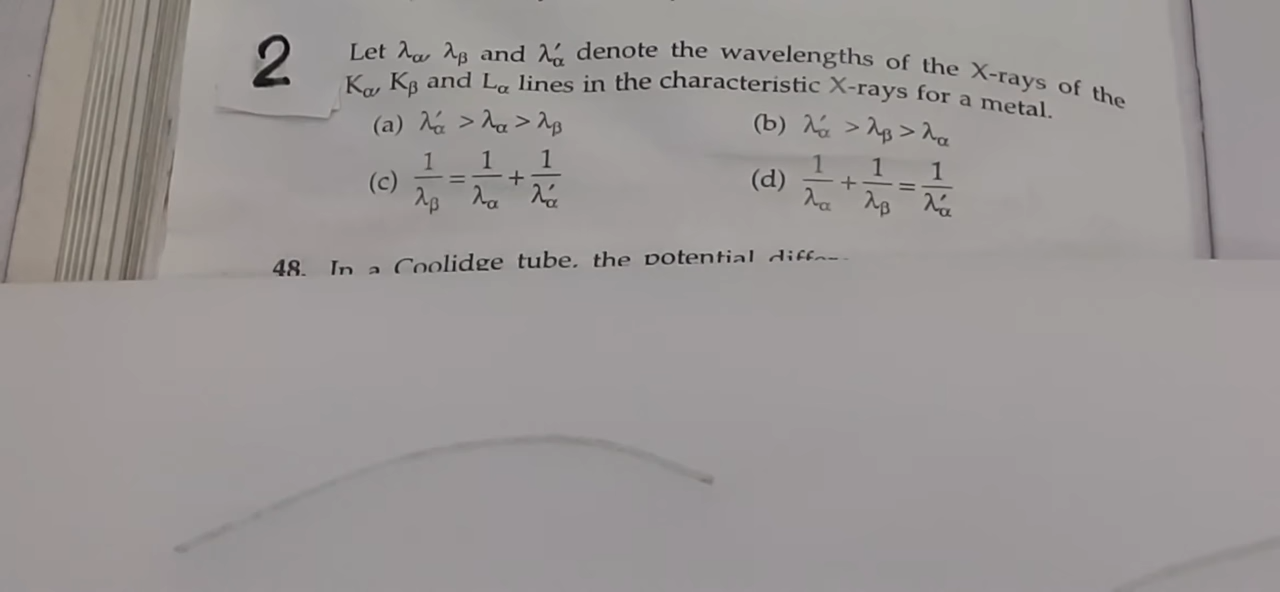 2
Let λα, λβ and λ′α denote the wavelengths of the X-rays of the
Kα, Kβ and Lα lines in the characteristic X-rays for a metal.
(a) λ′α > λα > λβ (b) λ′α > λβ > λα
(c) 1/λβ = 1/λα + 1/λ′α (d) 1/λα + 1/λβ = 1/λ′α
48. In a Coolidge tube, the potential